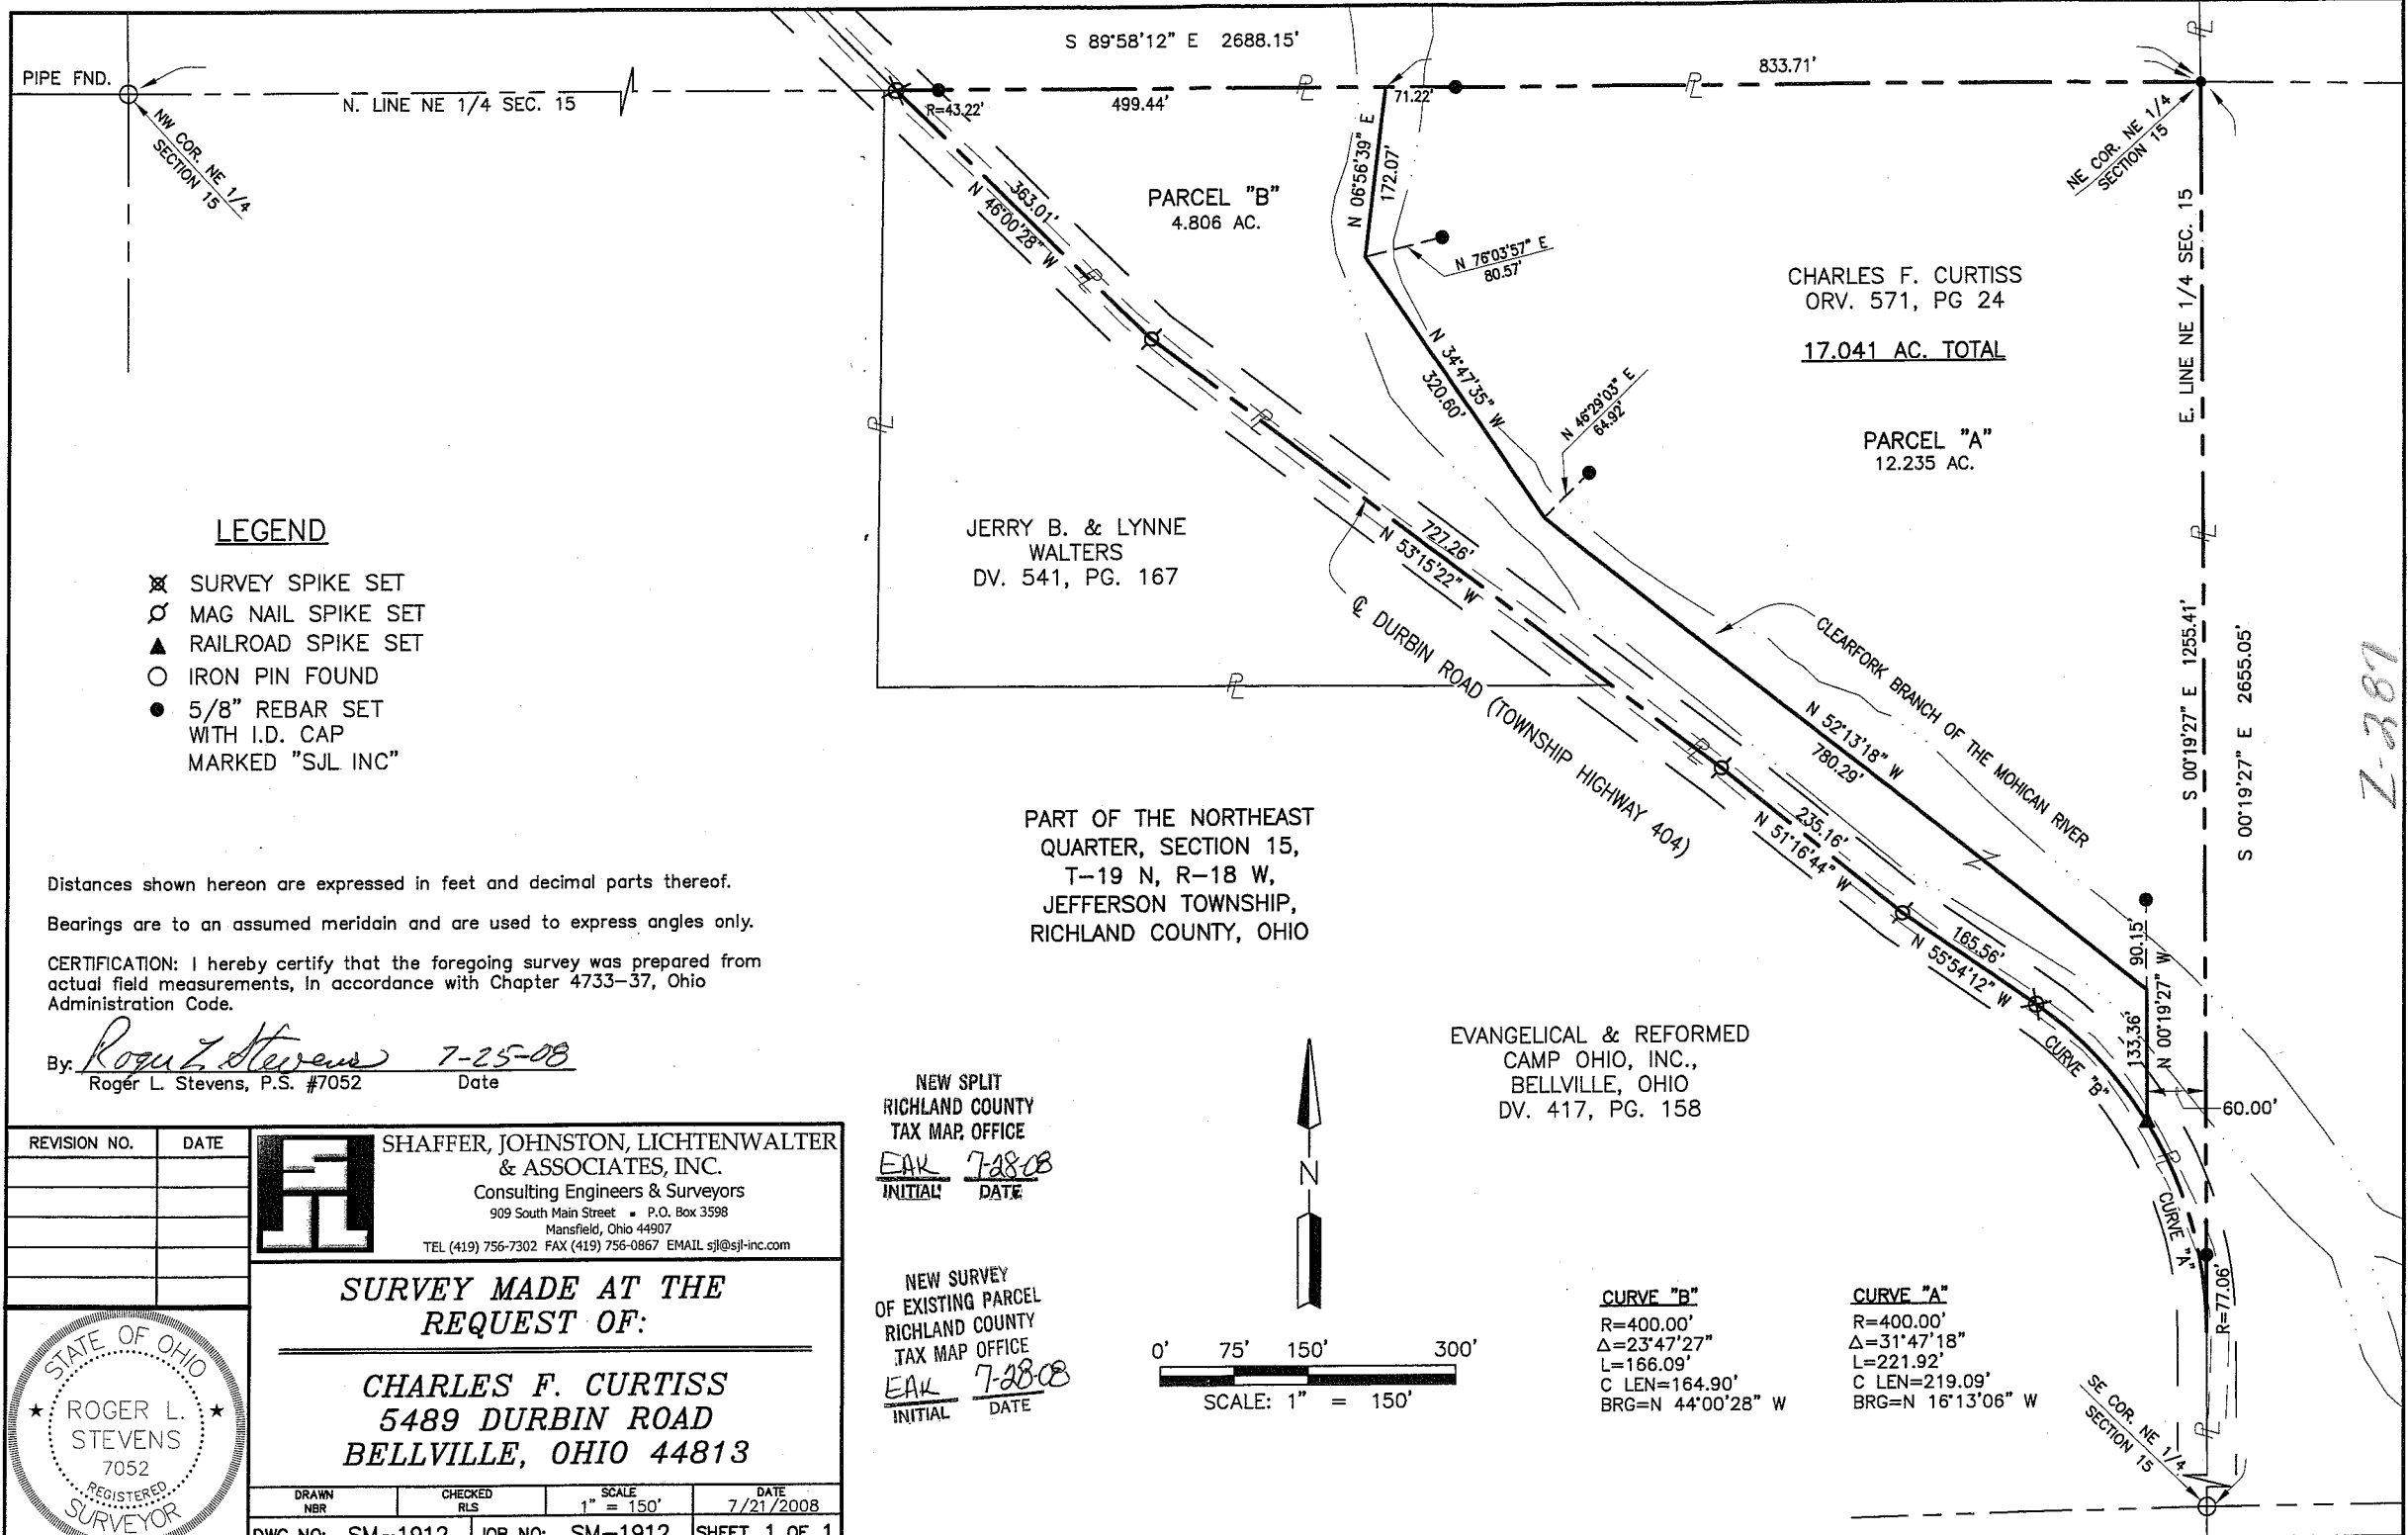 S 89°58'12" E 2688.15'
PIPE FND.
N. LINE NE 1/4 SEC. 15
NW COR. NE 1/4
SECTION 15
R=43.22'
499.44'
71.22'
833.71'
PL
NE COR. NE 1/4
SECTION 15
N 46°00'28" W
363.01'
PARCEL "B"
4.806 AC.
N 06°56'39" E
172.07'
N 76°03'57" E
80.57'
CHARLES F. CURTISS
ORV. 571, PG 24
17.041 AC. TOTAL
PARCEL "A"
12.235 AC.
E. LINE NE 1/4 SEC. 15
N 34°47'35" W
320.60'
N 46°29'03" E
64.92'
JERRY B. & LYNNE
WALTERS
DV. 541, PG. 167
727.26'
N 53°15'22" W
CL DURBIN ROAD (TOWNSHIP HIGHWAY 404)
CLEARFORK BRANCH OF THE MOHICAN RIVER
S 00°19'27" E 1255.41'
S 00°19'27" E 2655.05'
Z-387
N 52°13'18" W
780.29'
235.16'
N 51°16'44" W
165.56'
N 55°54'12" W
90.15'
133.36'
N 00°19'27" W
60.00'
CURVE "B"
CURVE "A"
R=77.06'
LEGEND
SURVEY SPIKE SET
MAG NAIL SPIKE SET
RAILROAD SPIKE SET
IRON PIN FOUND
5/8" REBAR SET
WITH I.D. CAP
MARKED "SJL INC"
PART OF THE NORTHEAST
QUARTER, SECTION 15,
T-19 N, R-18 W,
JEFFERSON TOWNSHIP,
RICHLAND COUNTY, OHIO
Distances shown hereon are expressed in feet and decimal parts thereof.
Bearings are to an assumed meridain and are used to express angles only.
CERTIFICATION: I hereby certify that the foregoing survey was prepared from
actual field measurements, in accordance with Chapter 4733-37, Ohio
Administration Code.
By: Roger L Stevens 7-25-08
Roger L. Stevens, P.S. #7052 Date
EVANGELICAL & REFORMED
CAMP OHIO, INC.,
BELLVILLE, OHIO
DV. 417, PG. 158
NEW SPLIT
RICHLAND COUNTY
TAX MAP OFFICE
EAK 7-28-08
INITIAL DATE
NEW SURVEY
OF EXISTING PARCEL
RICHLAND COUNTY
TAX MAP OFFICE
EAK 7-28-08
INITIAL DATE
N
0' 75' 150' 300'
SCALE: 1" = 150'
CURVE "B"
R=400.00'
Δ=23°47'27"
L=166.09'
C LEN=164.90'
BRG=N 44°00'28" W
CURVE "A"
R=400.00'
Δ=31°47'18"
L=221.92'
C LEN=219.09'
BRG=N 16°13'06" W
SE COR. NE 1/4
SECTION 15
REVISION NO. DATE
SHAFFER, JOHNSTON, LICHTENWALTER
& ASSOCIATES, INC.
Consulting Engineers & Surveyors
909 South Main Street ▪ P.O. Box 3598
Mansfield, Ohio 44907
TEL (419) 756-7302 FAX (419) 756-0867 EMAIL sjl@sjl-inc.com
SURVEY MADE AT THE
REQUEST OF:
CHARLES F. CURTISS
5489 DURBIN ROAD
BELLVILLE, OHIO 44813
STATE OF OHIO
ROGER L.
STEVENS
7052
REGISTERED
SURVEYOR
DRAWN CHECKED SCALE DATE
NBR RLS 1" = 150' 7/21/2008
DWG NO: SM-1912 JOB NO: SM-1912 SHEET 1 OF 1